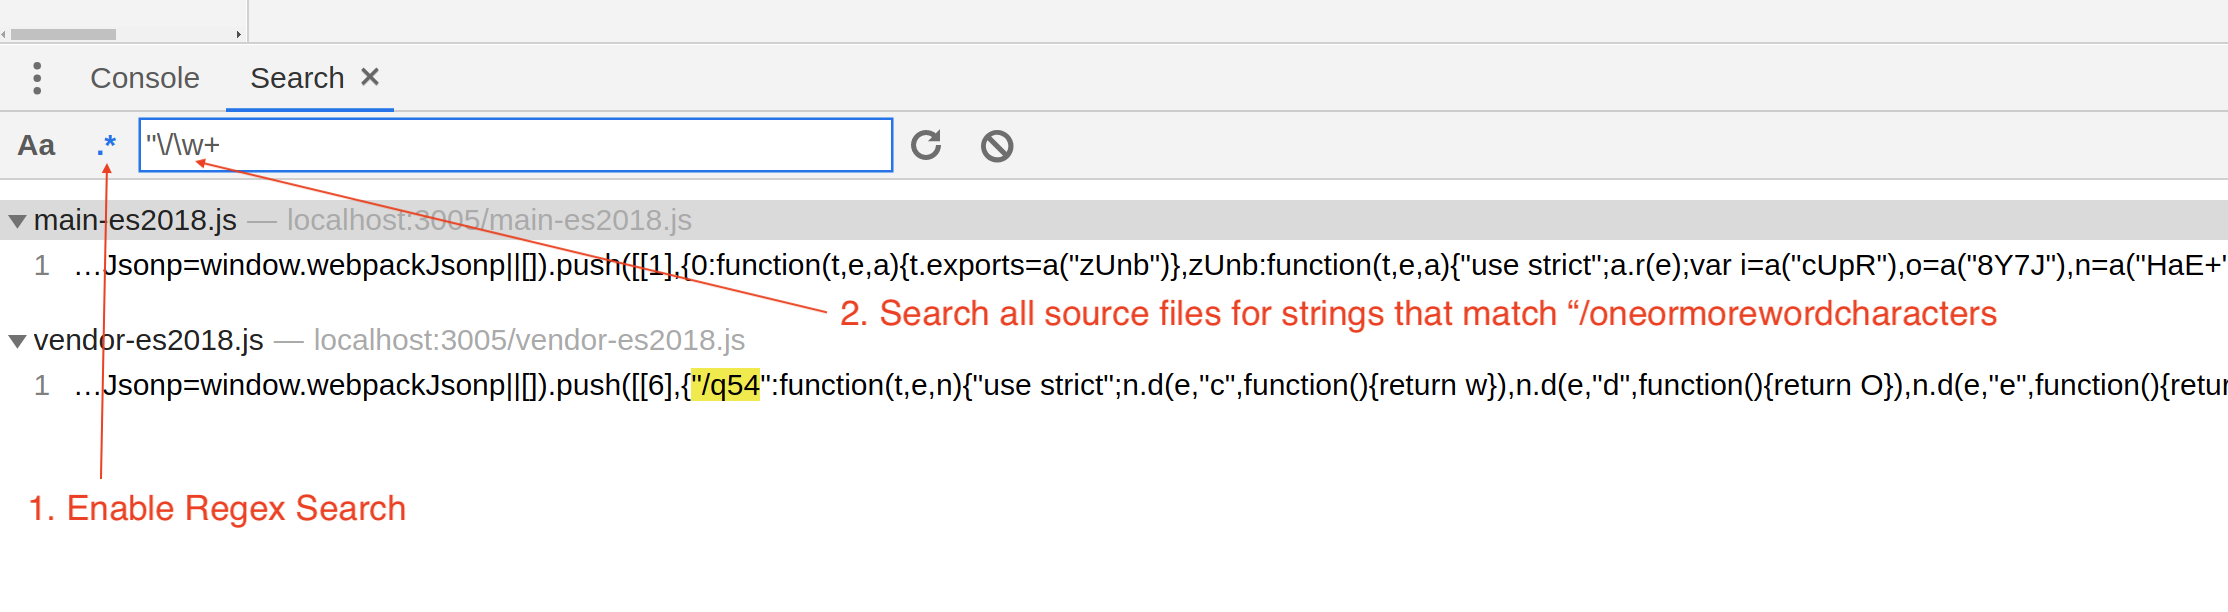 Console Search ✕
Aa .* "\/\w+
main-es2018.js — localhost:3005/main-es2018.js
1 …Jsonp=window.webpackJsonp||[]).push([[1],{0:function(t,e,a){t.exports=a("zUnb")},zUnb:function(t,e,a){"use strict";a.r(e);var i=a("cUpR"),o=a("8Y7J"),n=a("HaE+"
2. Search all source files for strings that match “/oneormorewordcharacters
vendor-es2018.js — localhost:3005/vendor-es2018.js
1 …Jsonp=window.webpackJsonp||[]).push([[6],{"/q54":function(t,e,n){"use strict";n.d(e,"c",function(){return w}),n.d(e,"d",function(){return O}),n.d(e,"e",function(){retur
1. Enable Regex Search